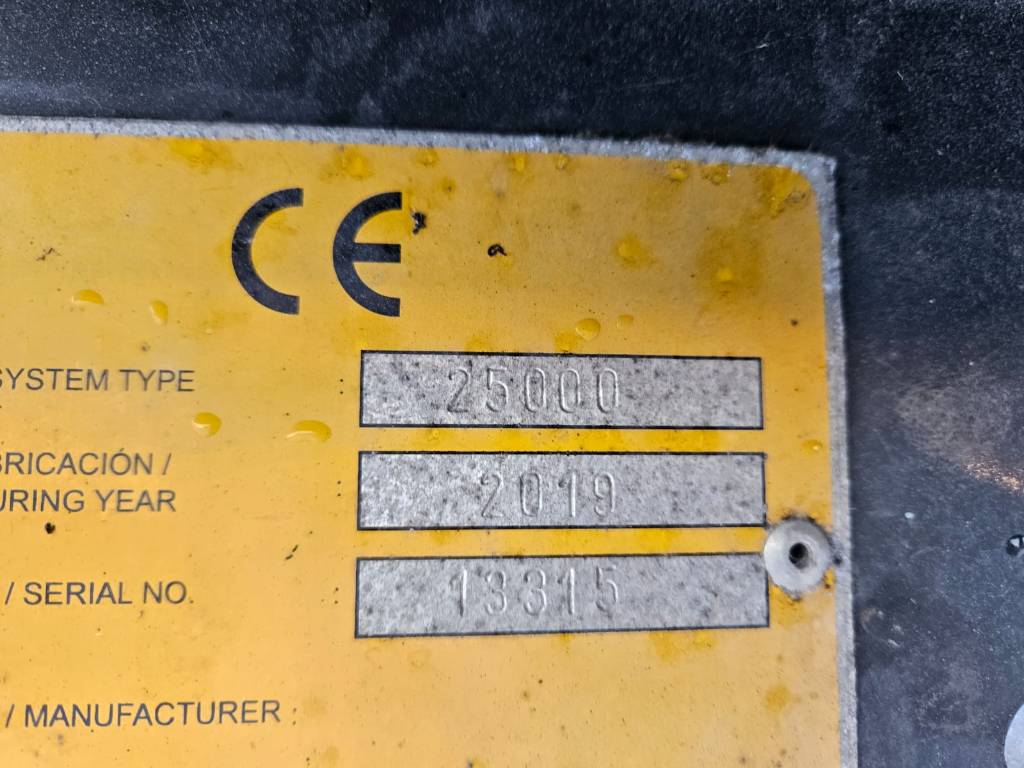 CE
SYSTEM TYPE 25000
BRICACIÓN /
URING YEAR 2019
/ SERIAL NO. 13315
/ MANUFACTURER